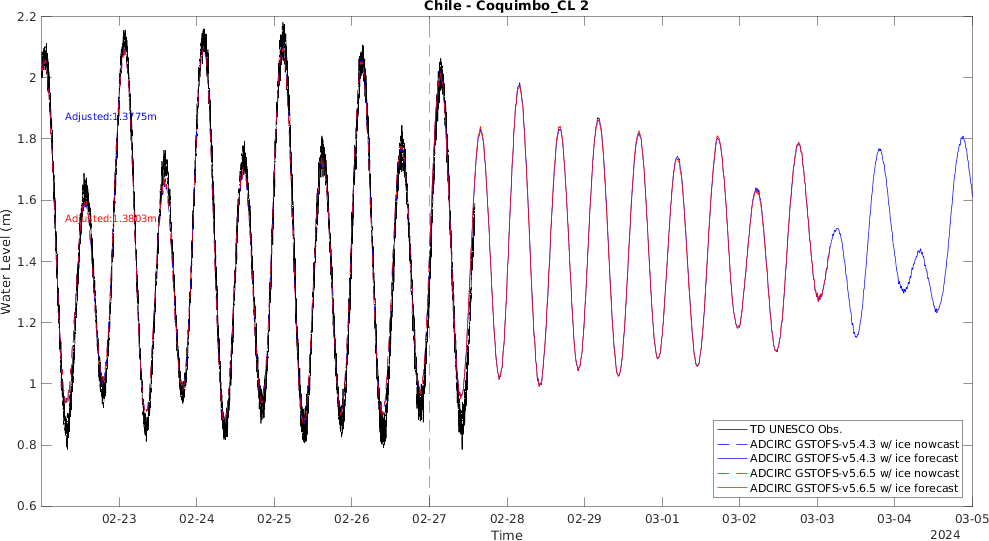 Chile - Coquimbo_CL 2
2.2
2
1.8
1.6
1.4
1.2
1
0.8
0.6
Water Level (m)
Adjusted:1.3775m
Adjusted:1.3803m
TD UNESCO Obs.
ADCIRC GSTOFS-v5.4.3 w/ ice nowcast
ADCIRC GSTOFS-v5.4.3 w/ ice forecast
ADCIRC GSTOFS-v5.6.5 w/ ice nowcast
ADCIRC GSTOFS-v5.6.5 w/ ice forecast
02-23 02-24 02-25 02-26 02-27 02-28 02-29 03-01 03-02 03-03 03-04 03-05
Time
2024